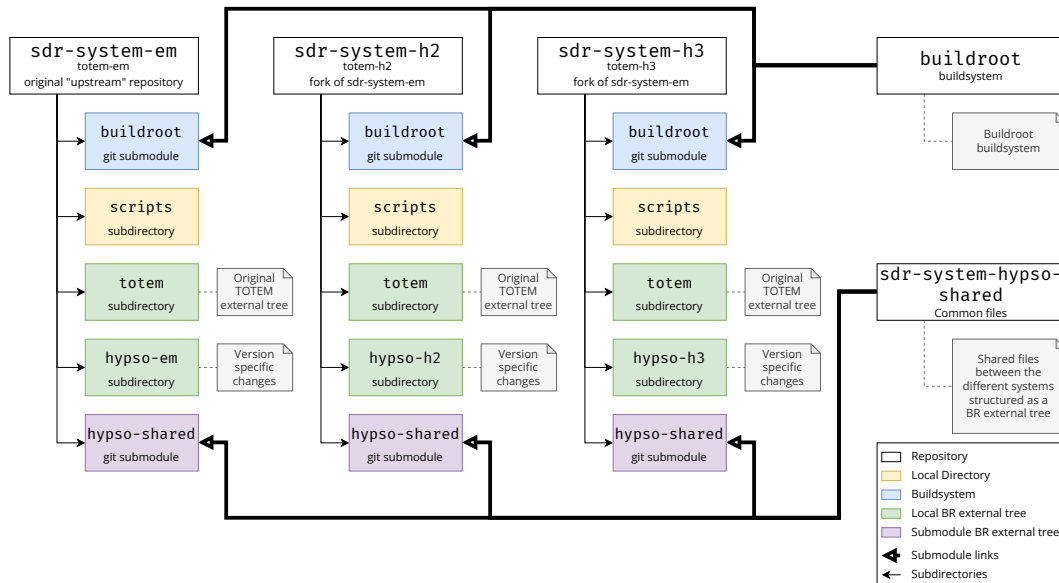 sdr-system-em
totem-em
original "upstream" repository
buildroot
git submodule
scripts
subdirectory
totem
subdirectory
Original
TOTEM
external tree
hypso-em
subdirectory
Version
specific
changes
hypso-shared
git submodule
sdr-system-h2
totem-h2
fork of sdr-system-em
buildroot
git submodule
scripts
subdirectory
totem
subdirectory
Original
TOTEM
external tree
hypso-h2
subdirectory
Version
specific
changes
hypso-shared
git submodule
sdr-system-h3
totem-h3
fork of sdr-system-em
buildroot
git submodule
scripts
subdirectory
totem
subdirectory
Original
TOTEM
external tree
hypso-h3
subdirectory
Version
specific
changes
hypso-shared
git submodule
buildroot
buildsystem
Buildroot
buildsystem
sdr-system-hypso-
shared
Common files
Shared files
between the
different systems
structured as a
BR external tree
Repository
Local Directory
Buildsystem
Local BR external tree
Submodule BR external tree
Submodule links
Subdirectories